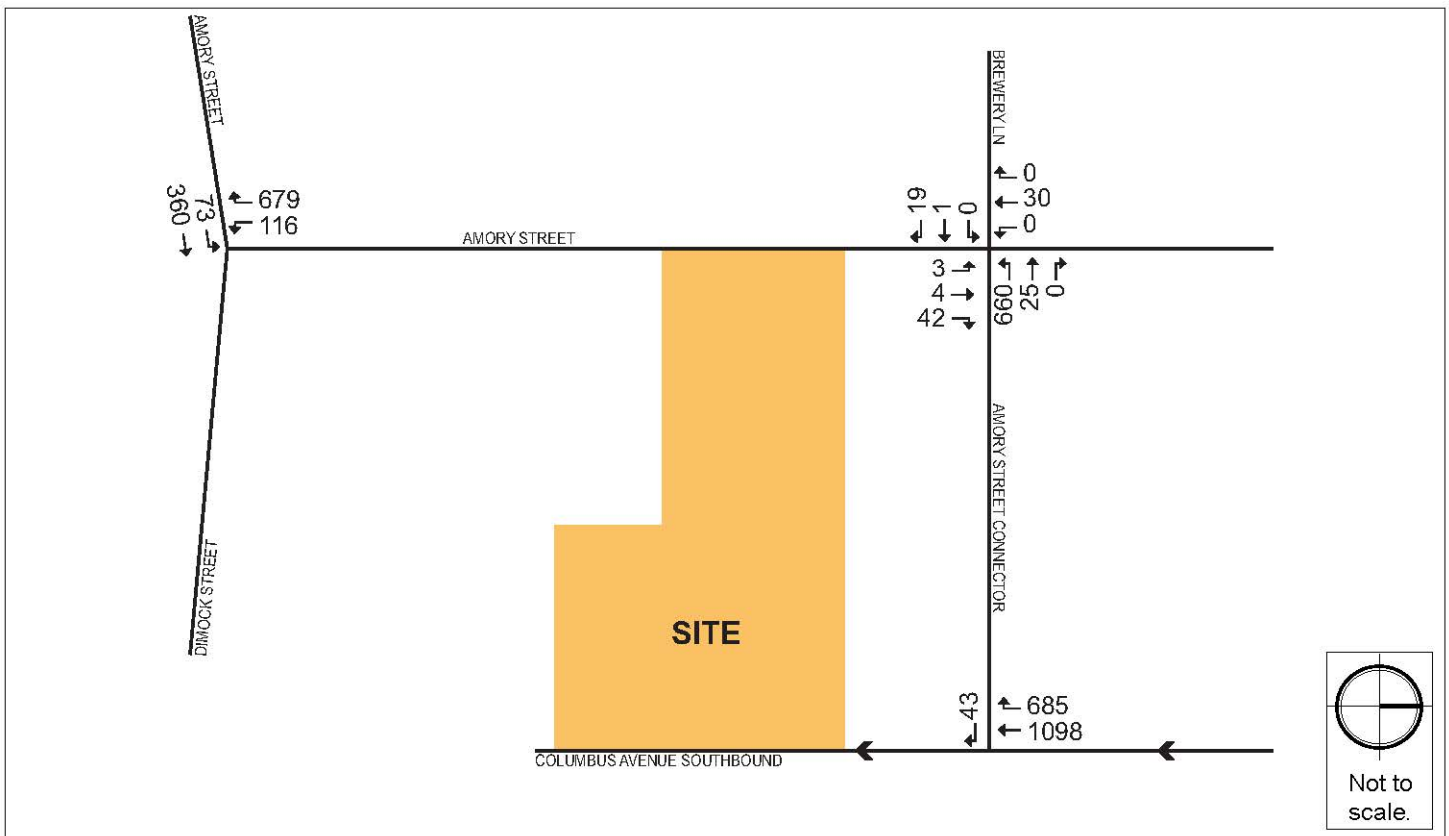 AMORY STREET
BREWERY LN
360
73
679
116
AMORY STREET
19
1
0
0
30
0
3
4
42
690
25
0
AMORY STREET CONNECTOR
DIMOCK STREET
SITE
43
685
1098
COLUMBUS AVENUE SOUTHBOUND
Not to
scale.